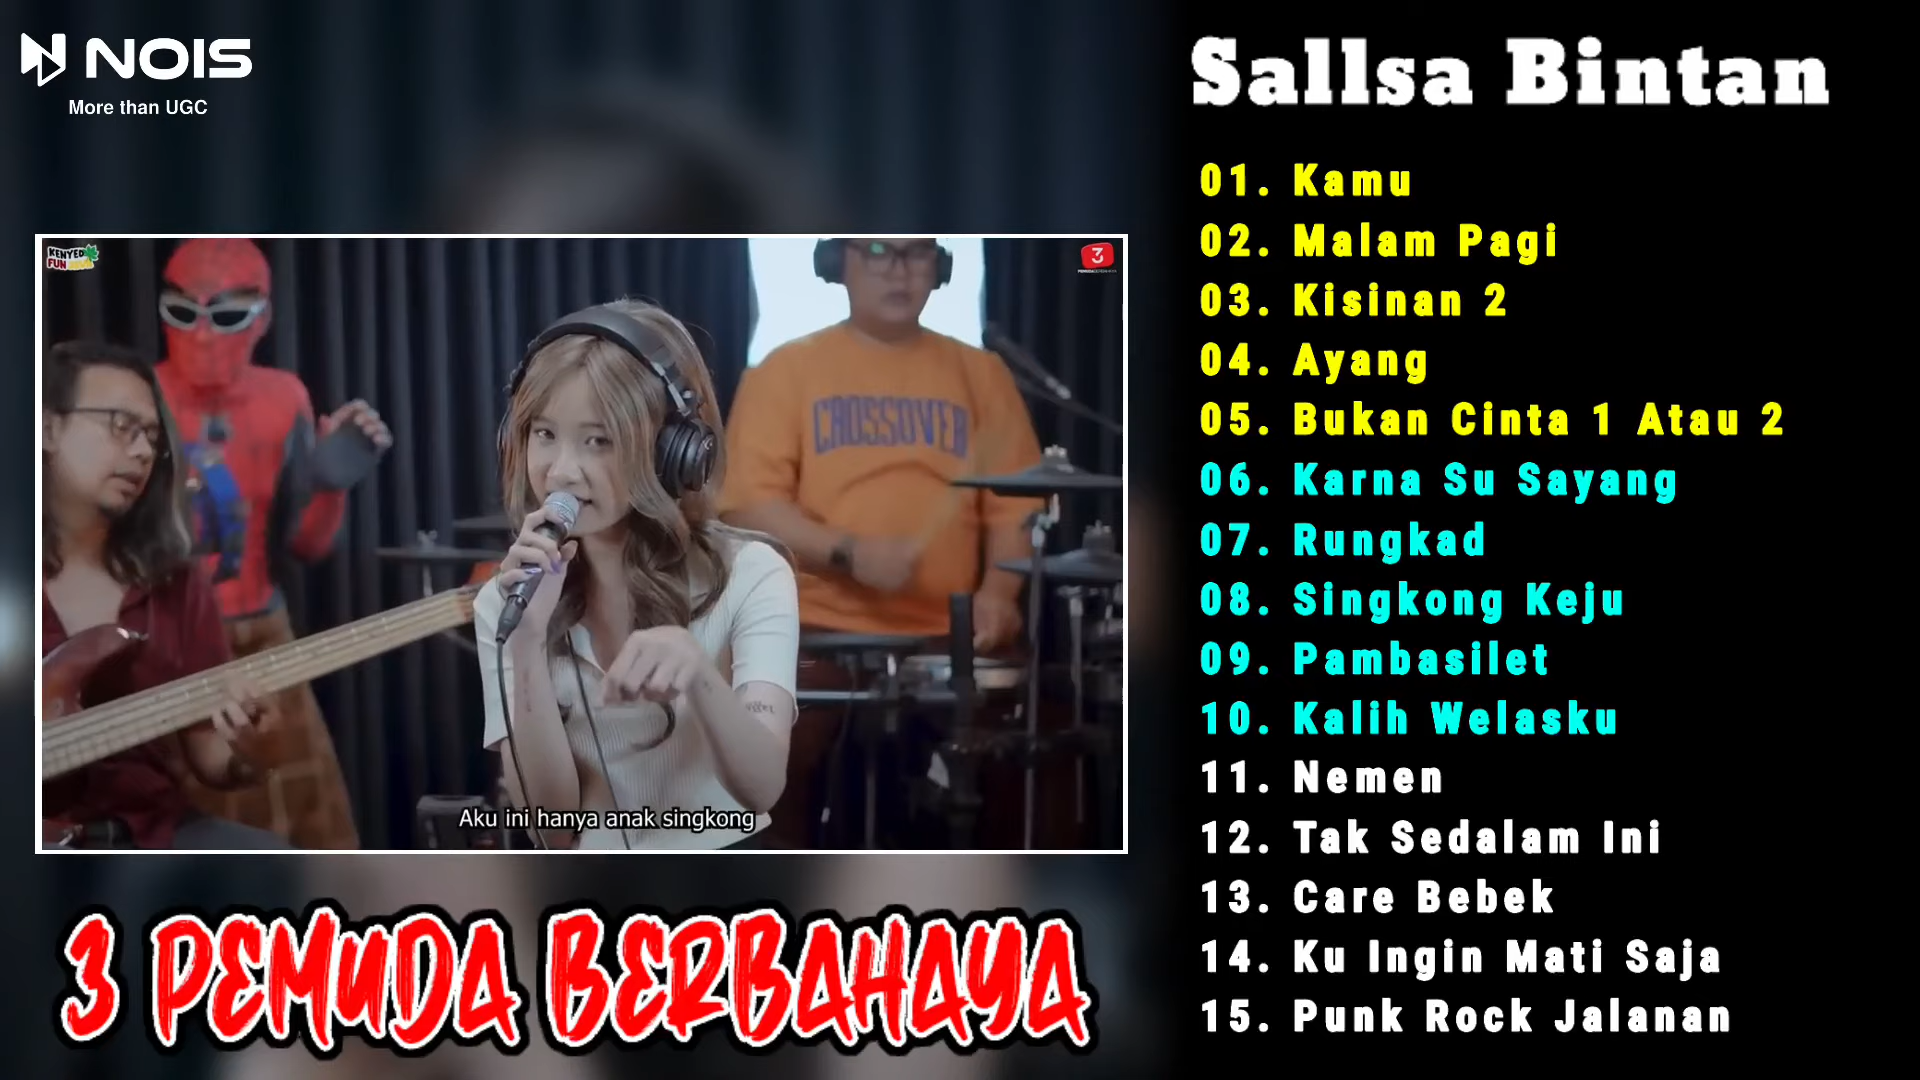 NOIS
More than UGC
Sallsa Bintan
01. Kamu
02. Malam Pagi
03. Kisinan 2
04. Ayang
05. Bukan Cinta 1 Atau 2
06. Karna Su Sayang
07. Rungkad
08. Singkong Keju
09. Pambasilet
10. Kalih Welasku
11. Nemen
12. Tak Sedalam Ini
13. Care Bebek
14. Ku Ingin Mati Saja
15. Punk Rock Jalanan
KENYED
FUN
3
CROSSOVER
Aku ini hanya anak singkong
3 PEMUDA BERBAHAYA